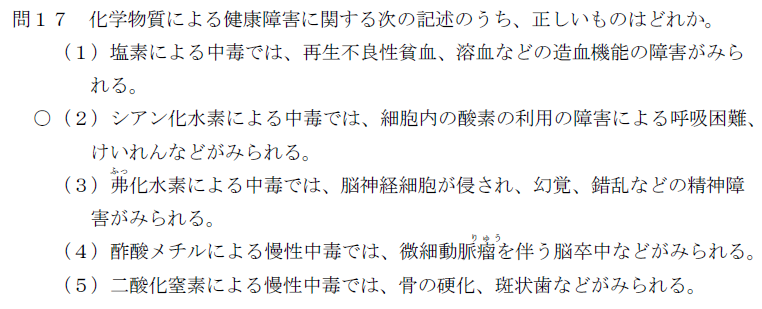 問17 化学物質による健康障害に関する次の記述のうち、正しいものはどれか。
(1)塩素による中毒では、再生不良性貧血、溶血などの造血機能の障害がみら
れる。
○(2)シアン化水素による中毒では、細胞内の酸素の利用の障害による呼吸困難、
けいれんなどがみられる。
ふっ
(3)弗化水素による中毒では、脳神経細胞が侵され、幻覚、錯乱などの精神障
害がみられる。
りゅう
(4)酢酸メチルによる慢性中毒では、微細動脈瘤を伴う脳卒中などがみられる。
(5)二酸化窒素による慢性中毒では、骨の硬化、斑状歯などがみられる。